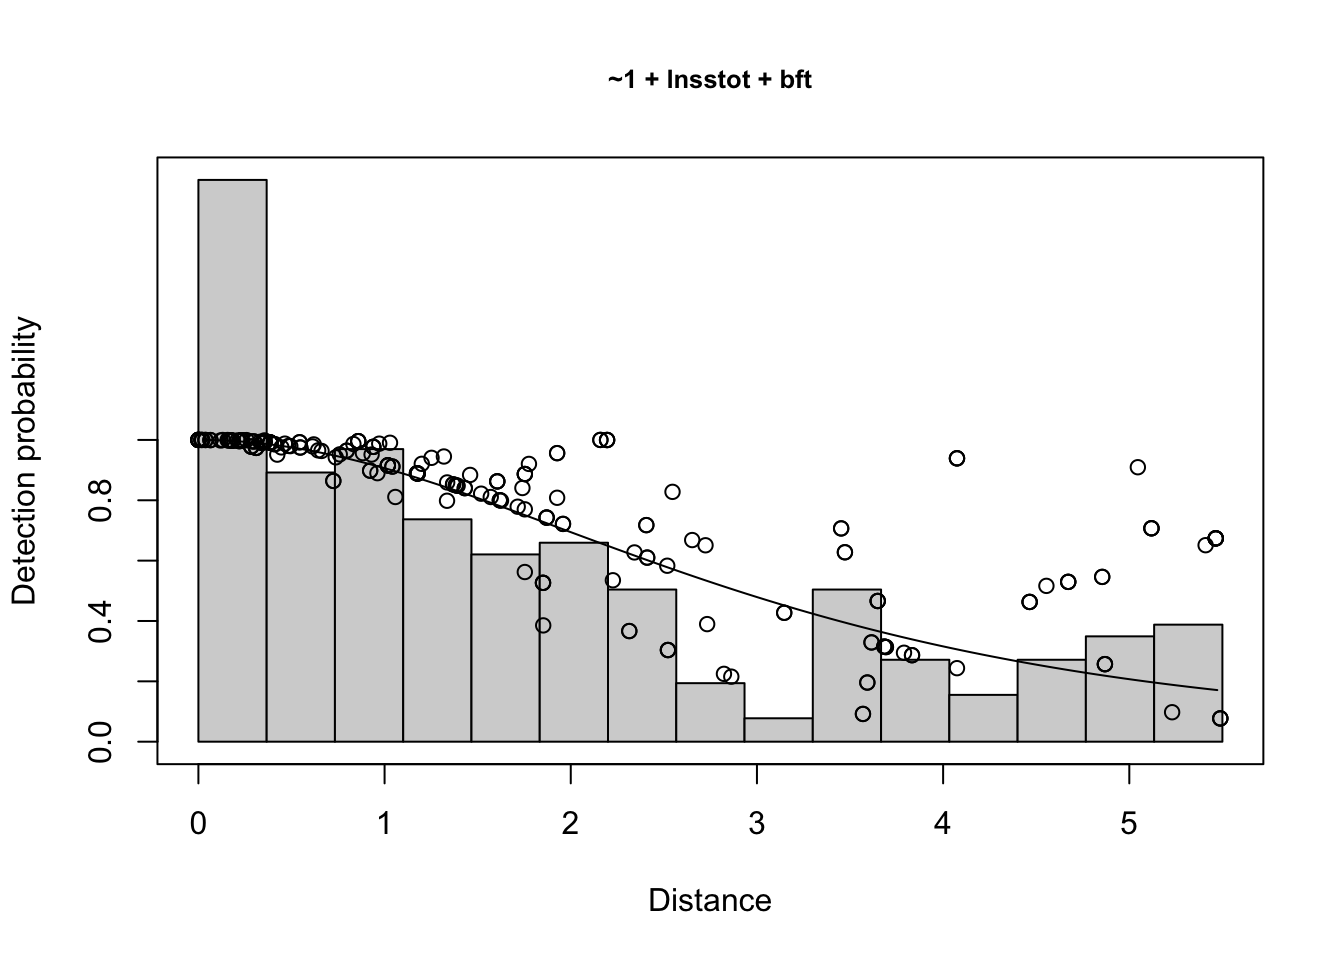 ~1 + lnsstot + bft
Detection probability
0.8
0.4
0.0
0 1 2 3 4 5
Distance